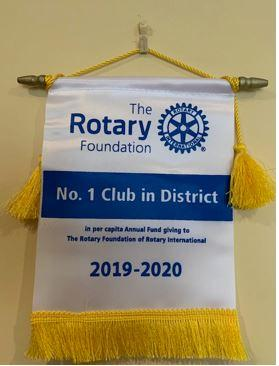 The
Rotary
Foundation
ROTARY
INTERNATIONAL
®
No. 1 Club in District
in per capita Annual Fund giving to
The Rotary Foundation of Rotary International
2019-2020